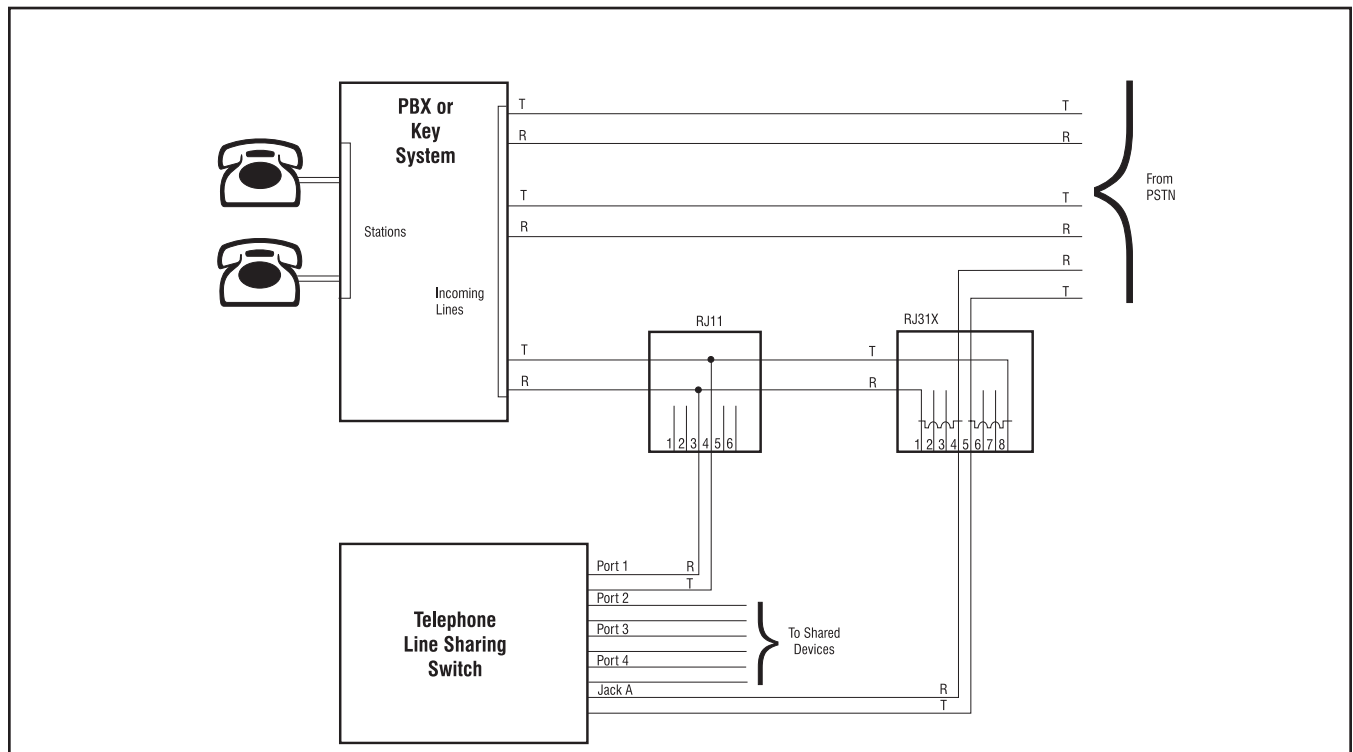 PBX or
Key
System
T
T
R
R
From
PSTN
T
T
Stations
R
R
R
Incoming
Lines
T
RJ11
RJ31X
T
T
R
R
1 2 3 4 5 6
1 2 3 4 5 6 7 8
Port 1
R
T
Port 2
Telephone
Line Sharing
Switch
Port 3
To Shared
Devices
Port 4
Jack A
R
T